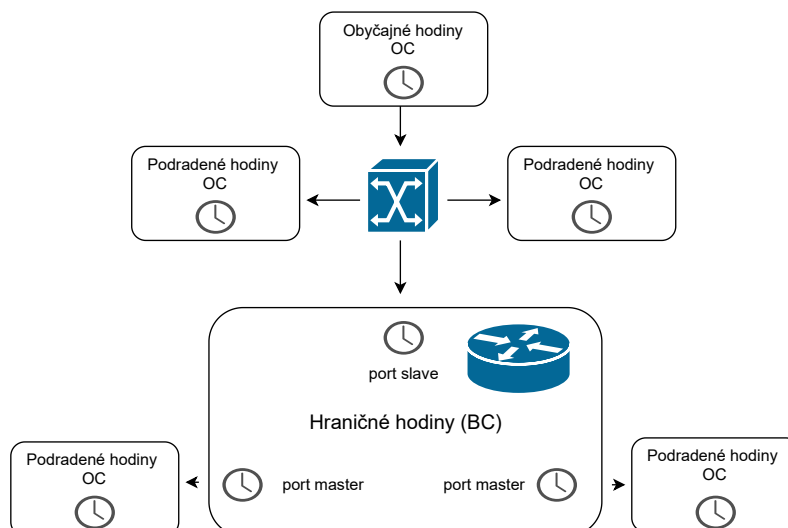 Obyčajné hodiny
OC
Podradené hodiny
OC
Podradené hodiny
OC
port slave
Hraničné hodiny (BC)
Podradené hodiny
OC
port master
port master
Podradené hodiny
OC